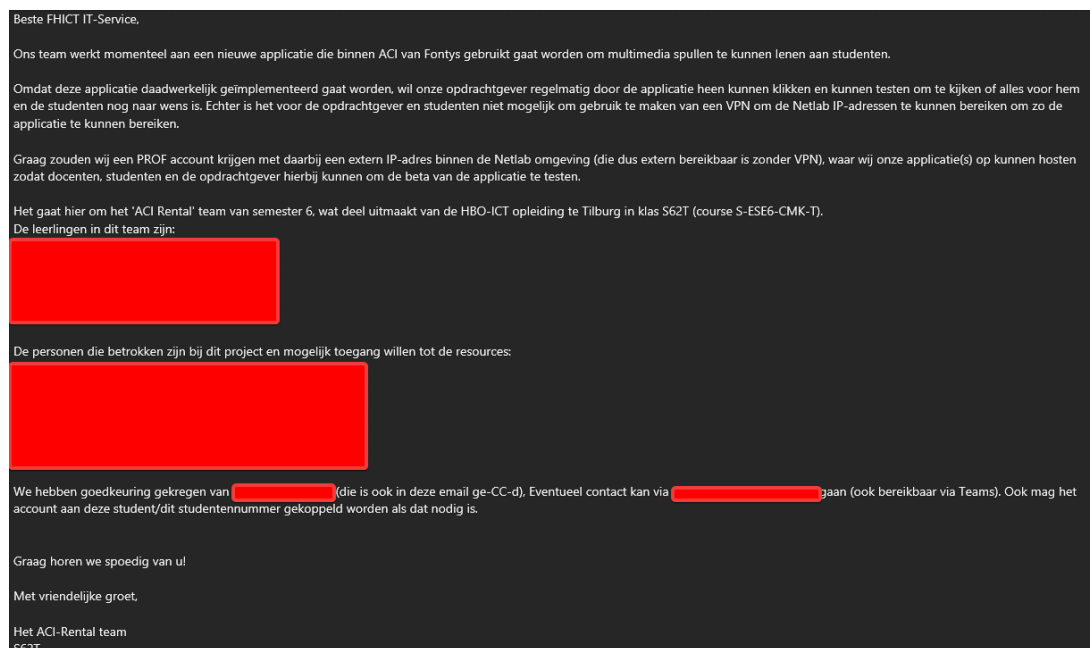 Beste FHICT IT-Service,
Ons team werkt momenteel aan een nieuwe applicatie die binnen ACI van Fontys gebruikt gaat worden om multimedia spullen te kunnen lenen aan studenten.
Omdat deze applicatie daadwerkelijk geïmplementeerd gaat worden, wil onze opdrachtgever regelmatig door de applicatie heen kunnen klikken en kunnen testen om te kijken of alles voor hem
en de studenten nog naar wens is. Echter is het voor de opdrachtgever en studenten niet mogelijk om gebruik te maken van een VPN om de Netlab IP-adressen te kunnen bereiken om zo de
applicatie te kunnen bereiken.
Graag zouden wij een PROF account krijgen met daarbij een extern IP-adres binnen de Netlab omgeving (die dus extern bereikbaar is zonder VPN), waar wij onze applicatie(s) op kunnen hosten
zodat docenten, studenten en de opdrachtgever hierbij kunnen om de beta van de applicatie te testen.
Het gaat hier om het 'ACI Rental' team van semester 6, wat deel uitmaakt van de HBO-ICT opleiding te Tilburg in klas S62T (course S-ESE6-CMK-T).
De leerlingen in dit team zijn:
De personen die betrokken zijn bij dit project en mogelijk toegang willen tot de resources:
We hebben goedkeuring gekregen van (die is ook in deze email ge-CC-d), Eventueel contact kan via gaan (ook bereikbaar via Teams). Ook mag het
account aan deze student/dit studentennummer gekoppeld worden als dat nodig is.
Graag horen we spoedig van u!
Met vriendelijke groet,
Het ACI-Rental team
S62T